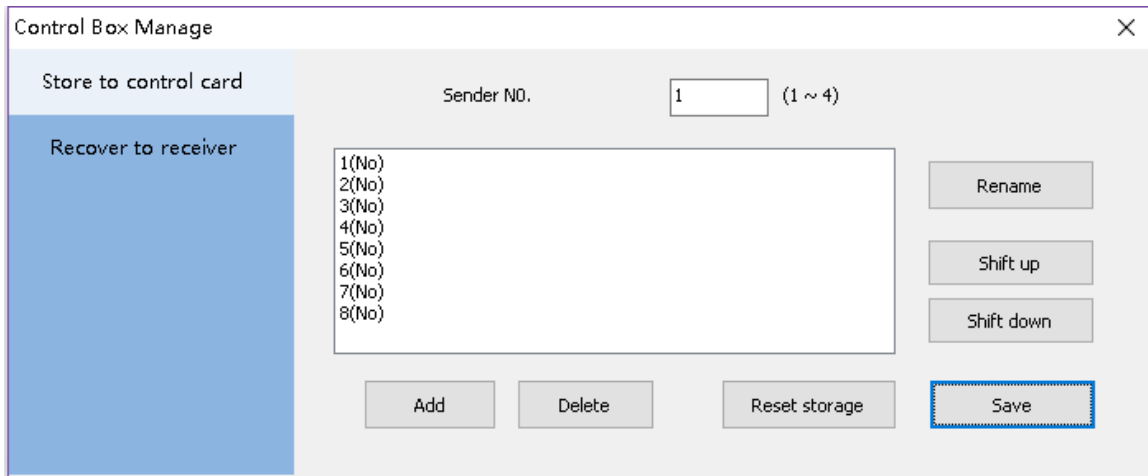 Control Box Manage
Store to control card
Recover to receiver
Sender N0. 1 (1 ~ 4)
1(No)
2(No)
3(No)
4(No)
5(No)
6(No)
7(No)
8(No)
Rename
Shift up
Shift down
Add Delete Reset storage Save